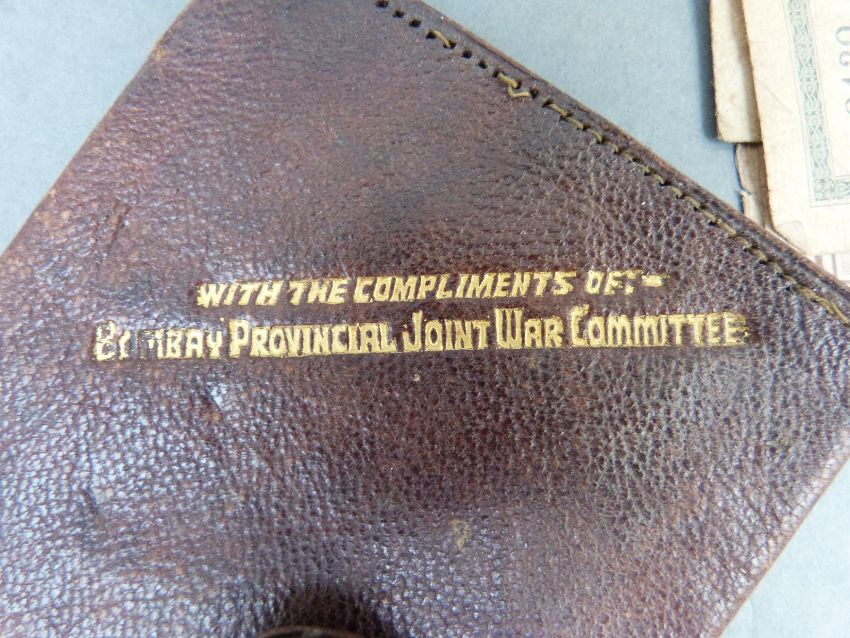 WITH THE COMPLIMENTS OF:-
BOMBAY PROVINCIAL JOINT WAR COMMITTEE